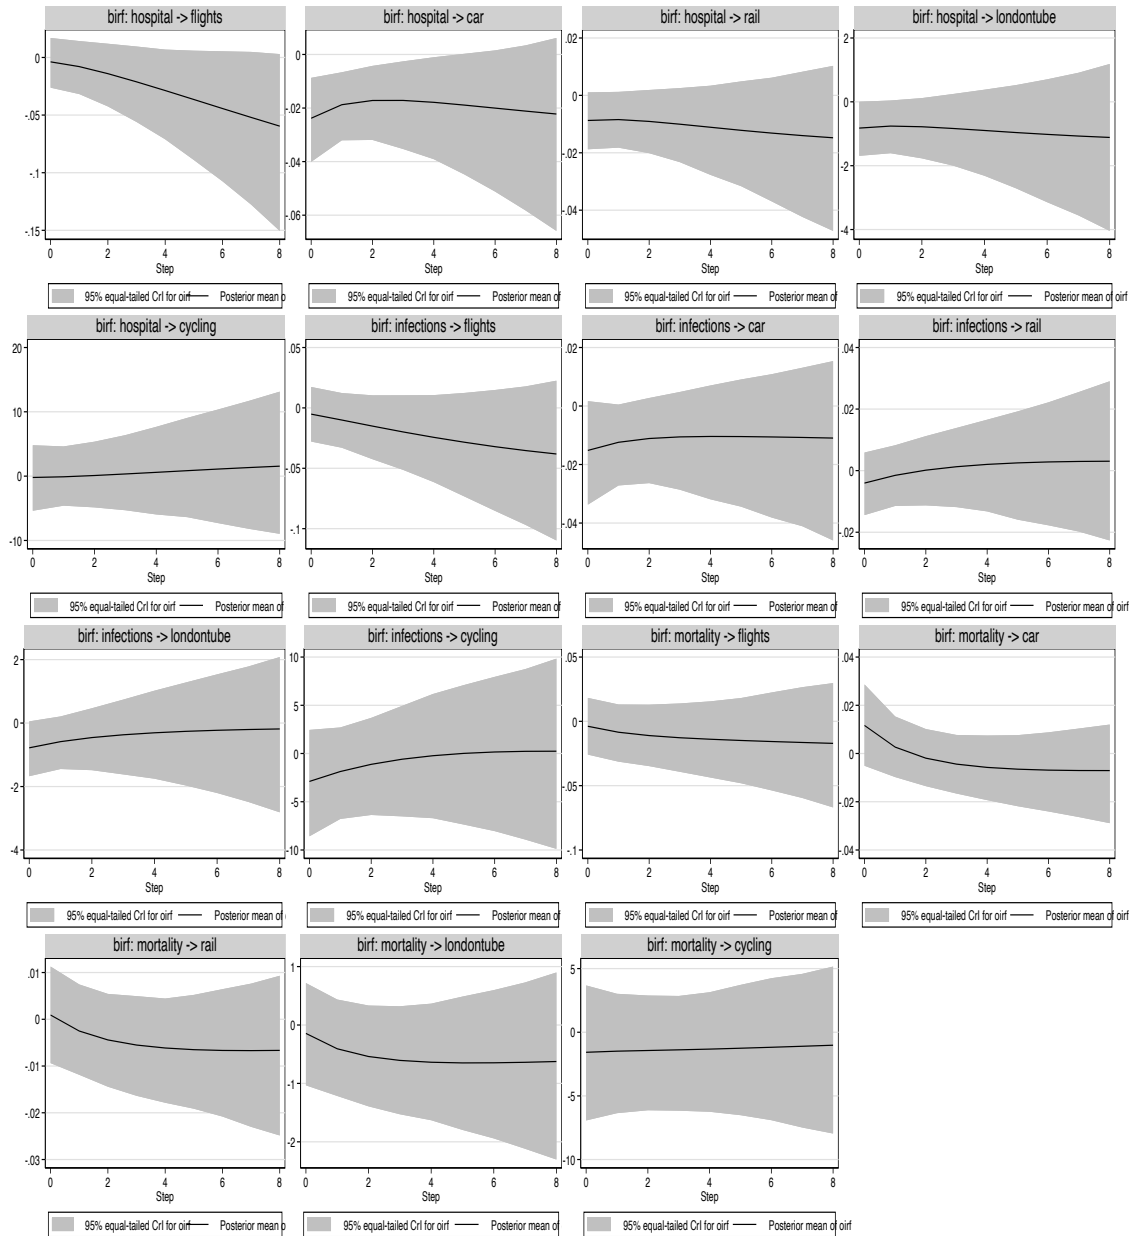 birf: hospital -> flights
0
-.05
-.1
-.15
0 2 4 6 8
Step
95% equal-tailed CrI for oirf Posterior mean o
birf: hospital -> car
0
-.02
-.04
-.06
0 2 4 6 8
Step
95% equal-tailed CrI for oirf Posterior mean of
birf: hospital -> rail
.02
0
-.02
-.04
0 2 4 6 8
Step
95% equal-tailed CrI for oirf Posterior mean of
birf: hospital -> londontube
2
0
-2
-4
0 2 4 6 8
Step
95% equal-tailed CrI for oirf Posterior mean of oirf
birf: hospital -> cycling
20
10
0
-10
0 2 4 6 8
Step
95% equal-tailed CrI for oirf Posterior mean of
birf: infections -> flights
.05
0
-.05
-.1
0 2 4 6 8
Step
95% equal-tailed CrI for oirf Posterior mean of
birf: infections -> car
.02
0
-.02
-.04
0 2 4 6 8
Step
95% equal-tailed CrI for oirf Posterior mean of
birf: infections -> rail
.04
.02
0
-.02
0 2 4 6 8
Step
95% equal-tailed CrI for oirf Posterior mean of oirf
birf: infections -> londontube
2
0
-2
-4
0 2 4 6 8
Step
95% equal-tailed CrI for oirf Posterior mean of
birf: infections -> cycling
10
5
0
-5
-10
0 2 4 6 8
Step
95% equal-tailed CrI for oirf Posterior mean of
birf: mortality -> flights
.05
0
-.05
-.1
0 2 4 6 8
Step
95% equal-tailed CrI for oirf Posterior mean of
birf: mortality -> car
.04
.02
0
-.02
-.04
0 2 4 6 8
Step
95% equal-tailed CrI for oirf Posterior mean of oirf
birf: mortality -> rail
.01
0
-.01
-.02
-.03
0 2 4 6 8
Step
95% equal-tailed CrI for oirf Posterior mean o
birf: mortality -> londontube
1
0
-1
-2
0 2 4 6 8
Step
95% equal-tailed CrI for oirf Posterior mean of
birf: mortality -> cycling
5
0
-5
-10
0 2 4 6 8
Step
95% equal-tailed CrI for oirf Posterior mean of oirf